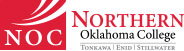 NOC
NORTHERN
Oklahoma College
TONKAWA | ENID | STILLWATER